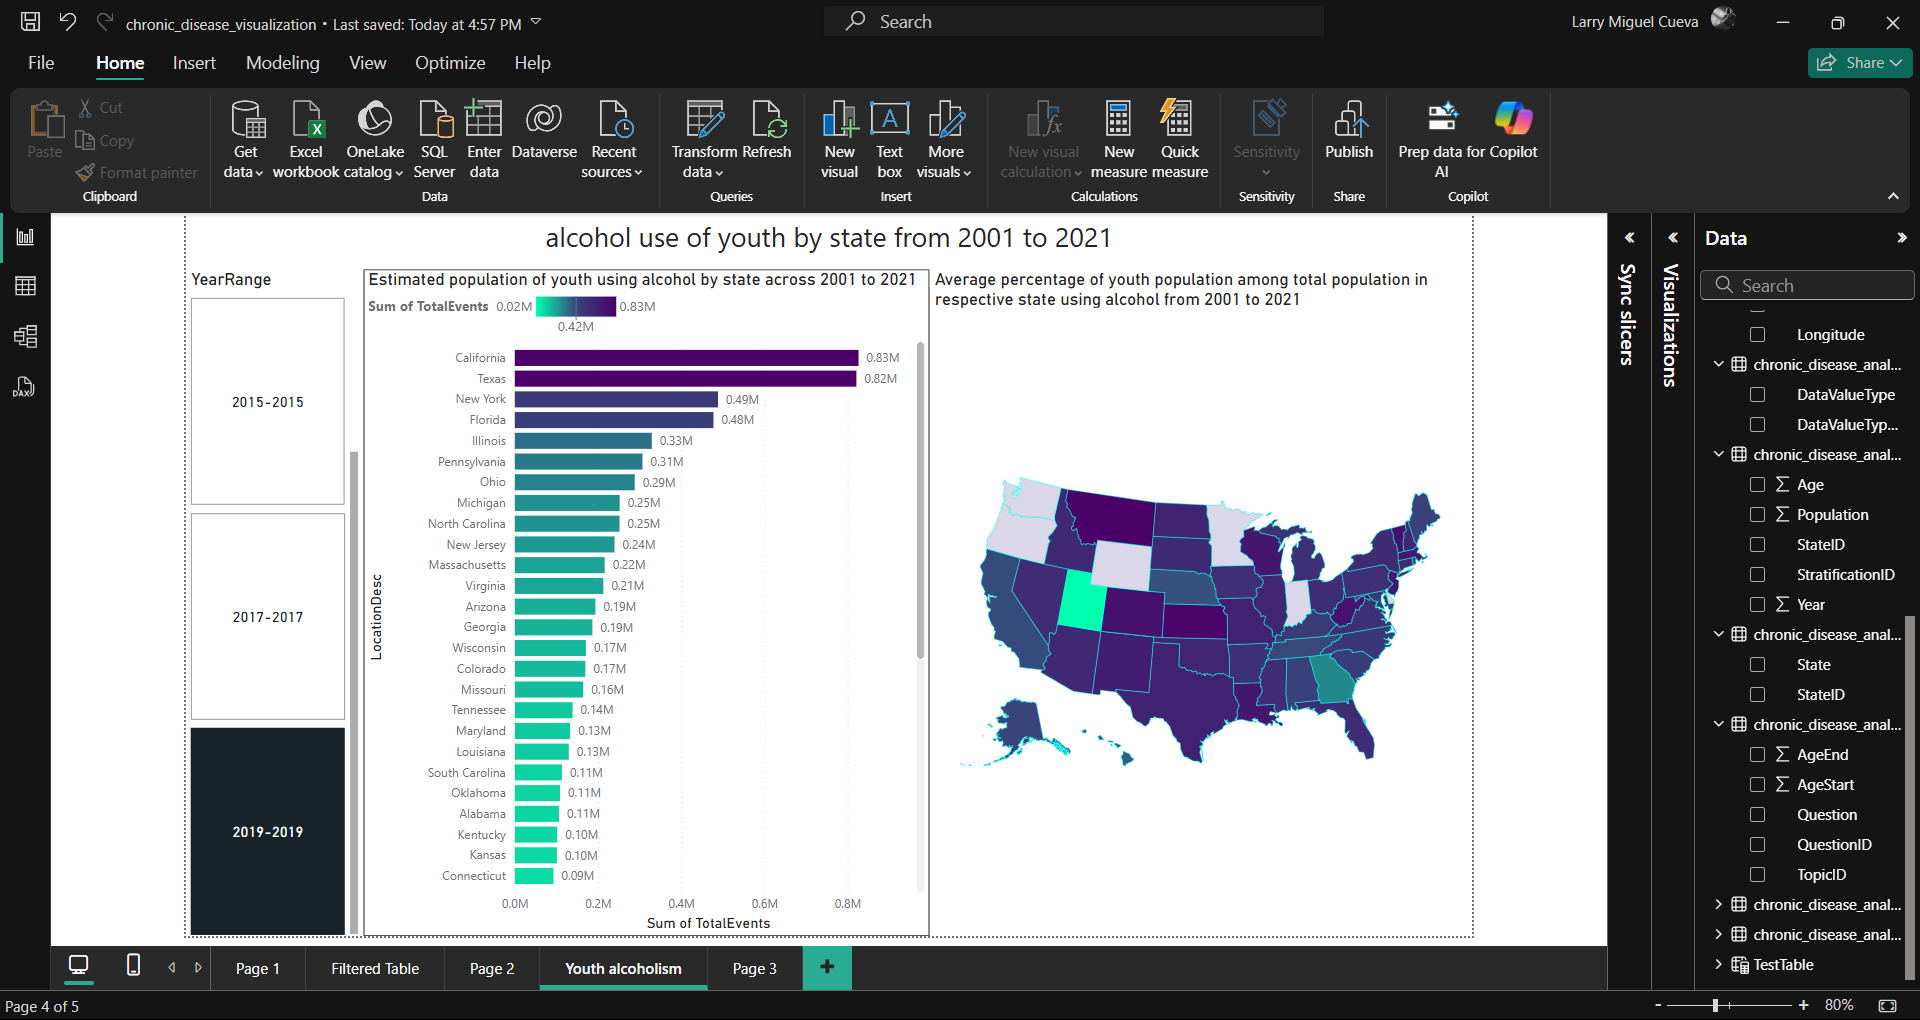 chronic_disease_visualization • Last saved: Today at 4:57 PM
Search
Larry Miguel Cueva
File
Home
Insert
Modeling
View
Optimize
Help
Share
Paste
Cut
Copy
Format painter
Clipboard
Get data
Excel workbook
OneLake catalog
SQL Server
Enter data
Dataverse
Recent sources
Data
Transform data
Refresh
Queries
New visual
Text box
More visuals
Insert
New visual calculation
New measure
Quick measure
Calculations
Sensitivity
Sensitivity
Publish
Share
Prep data for AI
Copilot
Copilot
DAX
alcohol use of youth by state from 2001 to 2021
YearRange
2015-2015
2017-2017
2019-2019
Estimated population of youth using alcohol by state across 2001 to 2021
Sum of TotalEvents 0.02M 0.83M
0.42M
LocationDesc
California 0.83M
Texas 0.82M
New York 0.49M
Florida 0.48M
Illinois 0.33M
Pennsylvania 0.31M
Ohio 0.29M
Michigan 0.25M
North Carolina 0.25M
New Jersey 0.24M
Massachusetts 0.22M
Virginia 0.21M
Arizona 0.19M
Georgia 0.19M
Wisconsin 0.17M
Colorado 0.17M
Missouri 0.16M
Tennessee 0.14M
Maryland 0.13M
Louisiana 0.13M
South Carolina 0.11M
Oklahoma 0.11M
Alabama 0.11M
Kentucky 0.10M
Kansas 0.10M
Connecticut 0.09M
0.0M 0.2M 0.4M 0.6M 0.8M
Sum of TotalEvents
Average percentage of youth population among total population in
respective state using alcohol from 2001 to 2021
Sync slicers
Visualizations
Data
Search
Longitude
chronic_disease_anal...
DataValueType
DataValueTyp...
chronic_disease_anal...
Age
Population
StateID
StratificationID
Year
chronic_disease_anal...
State
StateID
chronic_disease_anal...
AgeEnd
AgeStart
Question
QuestionID
TopicID
chronic_disease_anal...
chronic_disease_anal...
TestTable
Page 1
Filtered Table
Page 2
Youth alcoholism
Page 3
+
Page 4 of 5
- + 80%